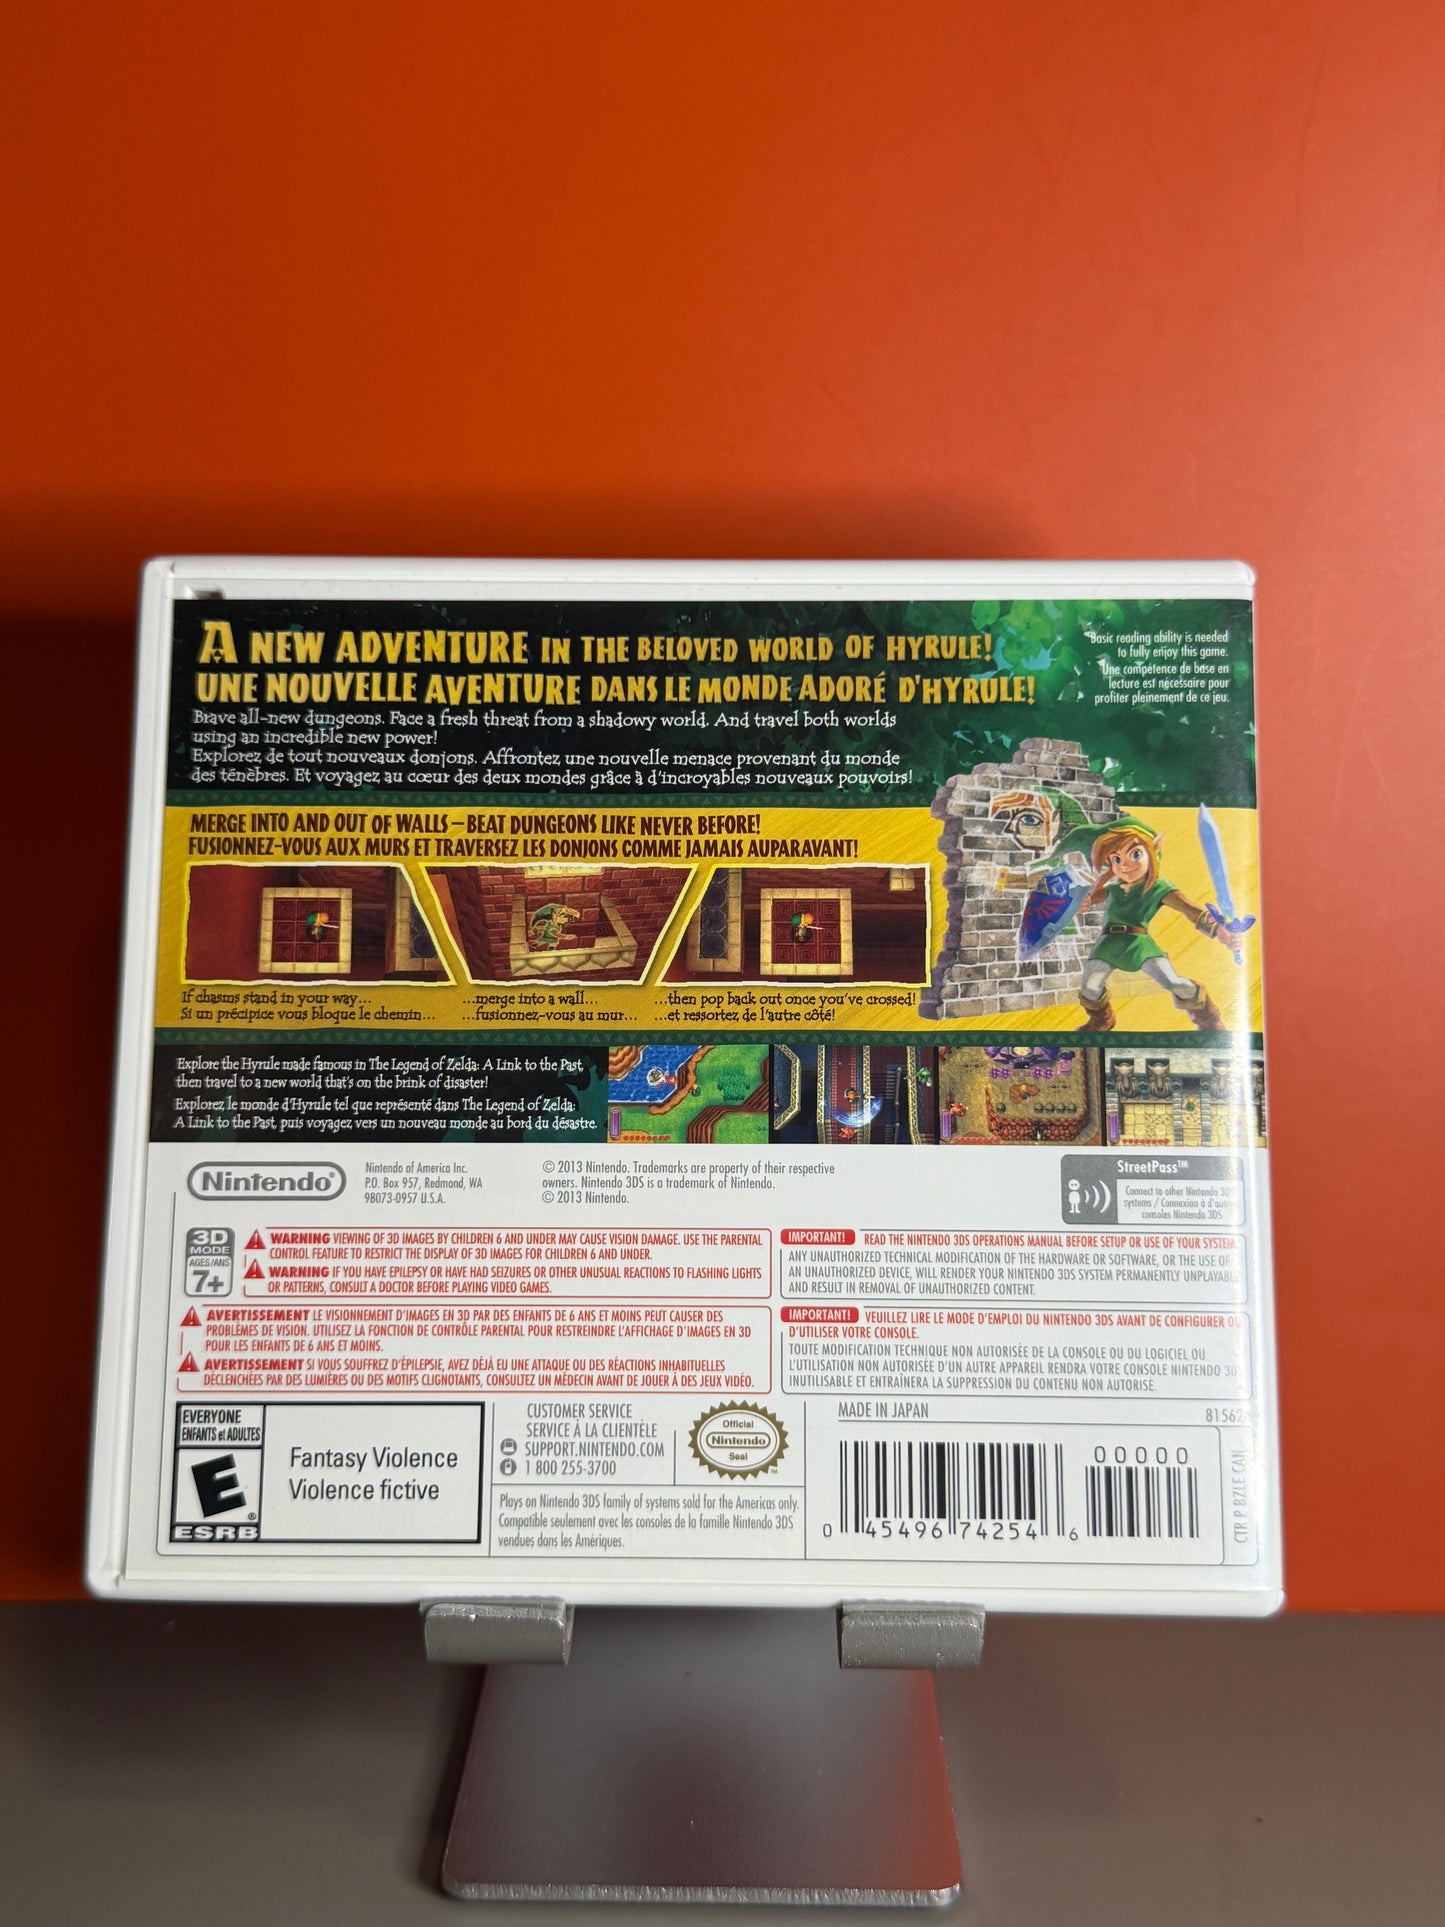 A NEW ADVENTURE IN THE BELOVED WORLD OF HYRULE!
UNE NOUVELLE AVENTURE DANS LE MONDE ADORÉ D'HYRULE!
Brave all-new dungeons. Face a fresh threat from a shadowy world. And travel both worlds
using an incredible new power!
Explorez de tout nouveaux donjons. Affrontez une nouvelle menace provenant du monde
des ténèbres. Et voyagez au cœur des deux mondes grâce à d'incroyables nouveaux pouvoirs!
Basic reading ability is needed
to fully enjoy this game.
Une compétence de base en
lecture est nécessaire pour
profiter pleinement de ce jeu.
MERGE INTO AND OUT OF WALLS—BEAT DUNGEONS LIKE NEVER BEFORE!
FUSIONNEZ-VOUS AUX MURS ET TRAVERSEZ LES DONJONS COMME JAMAIS AUPARAVANT!
If chasms stand in your way...
Si un précipice vous bloque le chemin...
...merge into a wall...
...fusionnez-vous au mur...
...then pop back out once you've crossed!
...et ressortez de l'autre côté!
Explore the Hyrule made famous in The Legend of Zelda: A Link to the Past,
then travel to a new world that's on the brink of disaster!
Explorez le monde d'Hyrule tel que représenté dans The Legend of Zelda:
A Link to the Past, puis voyagez vers un nouveau monde au bord du désastre.
Nintendo®
Nintendo of America Inc.
P.O. Box 957, Redmond, WA
98073-0957 U.S.A.
© 2013 Nintendo. Trademarks are property of their respective
owners. Nintendo 3DS is a trademark of Nintendo.
© 2013 Nintendo.
StreetPass™
Connect to other Nintendo 3DS
systems / Connexion à d'autres
consoles Nintendo 3DS
3D
MODE
AGES/ANS
7+
WARNING VIEWING OF 3D IMAGES BY CHILDREN 6 AND UNDER MAY CAUSE VISION DAMAGE. USE THE PARENTAL
CONTROL FEATURE TO RESTRICT THE DISPLAY OF 3D IMAGES FOR CHILDREN 6 AND UNDER.
WARNING IF YOU HAVE EPILEPSY OR HAVE HAD SEIZURES OR OTHER UNUSUAL REACTIONS TO FLASHING LIGHTS
OR PATTERNS, CONSULT A DOCTOR BEFORE PLAYING VIDEO GAMES.
AVERTISSEMENT LE VISIONNEMENT D'IMAGES EN 3D PAR DES ENFANTS DE 6 ANS ET MOINS PEUT CAUSER DES
PROBLÈMES DE VISION. UTILISEZ LA FONCTION DE CONTRÔLE PARENTAL POUR RESTREINDRE L'AFFICHAGE D'IMAGES EN 3D
POUR LES ENFANTS DE 6 ANS ET MOINS.
AVERTISSEMENT SI VOUS SOUFFREZ D'ÉPILEPSIE, AVEZ DÉJÀ EU UNE ATTAQUE OU DES RÉACTIONS INHABITUELLES
DÉCLENCHÉES PAR DES LUMIÈRES OU DES MOTIFS CLIGNOTANTS, CONSULTEZ UN MÉDECIN AVANT DE JOUER À DES JEUX VIDÉO.
IMPORTANT! READ THE NINTENDO 3DS OPERATIONS MANUAL BEFORE SETUP OR USE OF YOUR SYSTEM.
ANY UNAUTHORIZED TECHNICAL MODIFICATION OF THE HARDWARE OR SOFTWARE, OR THE USE OF
AN UNAUTHORIZED DEVICE, WILL RENDER YOUR NINTENDO 3DS SYSTEM PERMANENTLY UNPLAYABLE
AND RESULT IN REMOVAL OF UNAUTHORIZED CONTENT.
IMPORTANT! VEUILLEZ LIRE LE MODE D'EMPLOI DU NINTENDO 3DS AVANT DE CONFIGURER OU
D'UTILISER VOTRE CONSOLE.
TOUTE MODIFICATION TECHNIQUE NON AUTORISÉE DE LA CONSOLE OU DU LOGICIEL OU
L'UTILISATION NON AUTORISÉE D'UN AUTRE APPAREIL RENDRA VOTRE CONSOLE NINTENDO 3DS
INUTILISABLE ET ENTRAÎNERA LA SUPPRESSION DU CONTENU NON AUTORISÉ.
EVERYONE
ENFANTS et ADULTES
E
ESRB
Fantasy Violence
Violence fictive
CUSTOMER SERVICE
SERVICE À LA CLIENTÈLE
SUPPORT.NINTENDO.COM
1 800 255-3700
Official
Nintendo
Seal
Plays on Nintendo 3DS family of systems sold for the Americas only.
Compatible seulement avec les consoles de la famille Nintendo 3DS
vendues dans les Amériques.
MADE IN JAPAN
00000
0 45496 74254 6
CTR P BZLE CAN